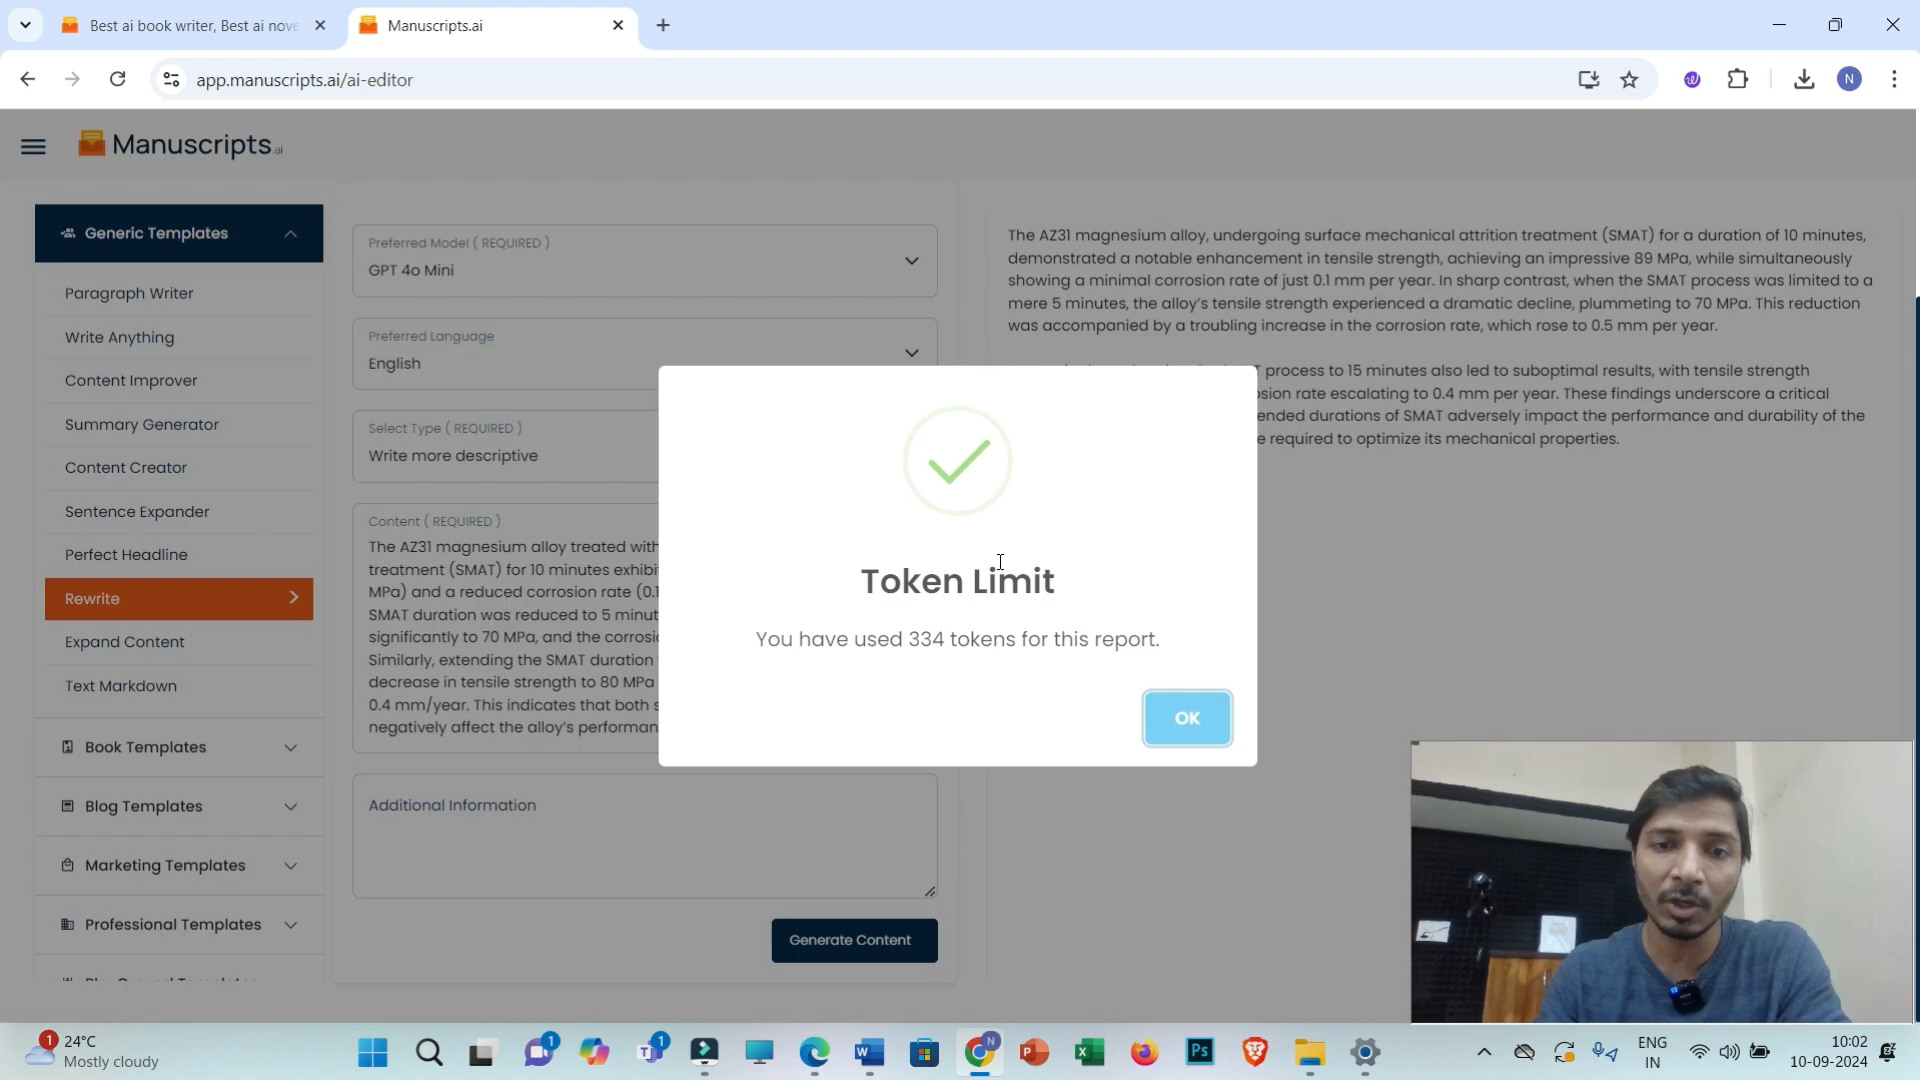 Best ai book writer, Best ai nove
Manuscripts.ai
app.manuscripts.ai/ai-editor
N
Manuscripts.ai
Generic Templates
Paragraph Writer
Write Anything
Content Improver
Summary Generator
Content Creator
Sentence Expander
Perfect Headline
Rewrite
Expand Content
Text Markdown
Book Templates
Blog Templates
Marketing Templates
Professional Templates
Preferred Model ( REQUIRED )
GPT 4o Mini
Preferred Language
English
Select Type ( REQUIRED )
Write more descriptive
Content ( REQUIRED )
The AZ31 magnesium alloy treated with
treatment (SMAT) for 10 minutes exhibi
MPa) and a reduced corrosion rate (0.1
SMAT duration was reduced to 5 minut
significantly to 70 MPa, and the corrosio
Similarly, extending the SMAT duration
decrease in tensile strength to 80 MPa
0.4 mm/year. This indicates that both s
negatively affect the alloy's performan
Additional Information
Generate Content
The AZ31 magnesium alloy, undergoing surface mechanical attrition treatment (SMAT) for a duration of 10 minutes,
demonstrated a notable enhancement in tensile strength, achieving an impressive 89 MPa, while simultaneously
showing a minimal corrosion rate of just 0.1 mm per year. In sharp contrast, when the SMAT process was limited to a
mere 5 minutes, the alloy's tensile strength experienced a dramatic decline, plummeting to 70 MPa. This reduction
was accompanied by a troubling increase in the corrosion rate, which rose to 0.5 mm per year.
process to 15 minutes also led to suboptimal results, with tensile strength
osion rate escalating to 0.4 mm per year. These findings underscore a critical
ended durations of SMAT adversely impact the performance and durability of the
e required to optimize its mechanical properties.
Token Limit
You have used 334 tokens for this report.
OK
1
24°C
Mostly cloudy
1
1
N
W
P
X
Ps
ENG
IN
10:02
10-09-2024